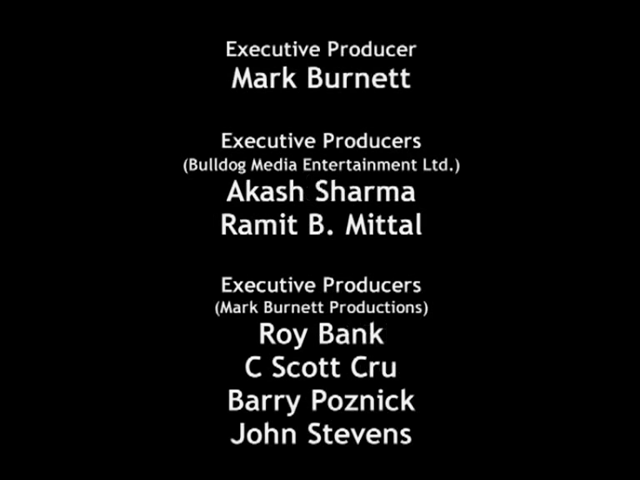 Executive Producer
Mark Burnett
Executive Producers
(Bulldog Media Entertainment Ltd.)
Akash Sharma
Ramit B. Mittal
Executive Producers
(Mark Burnett Productions)
Roy Bank
C Scott Cru
Barry Poznick
John Stevens